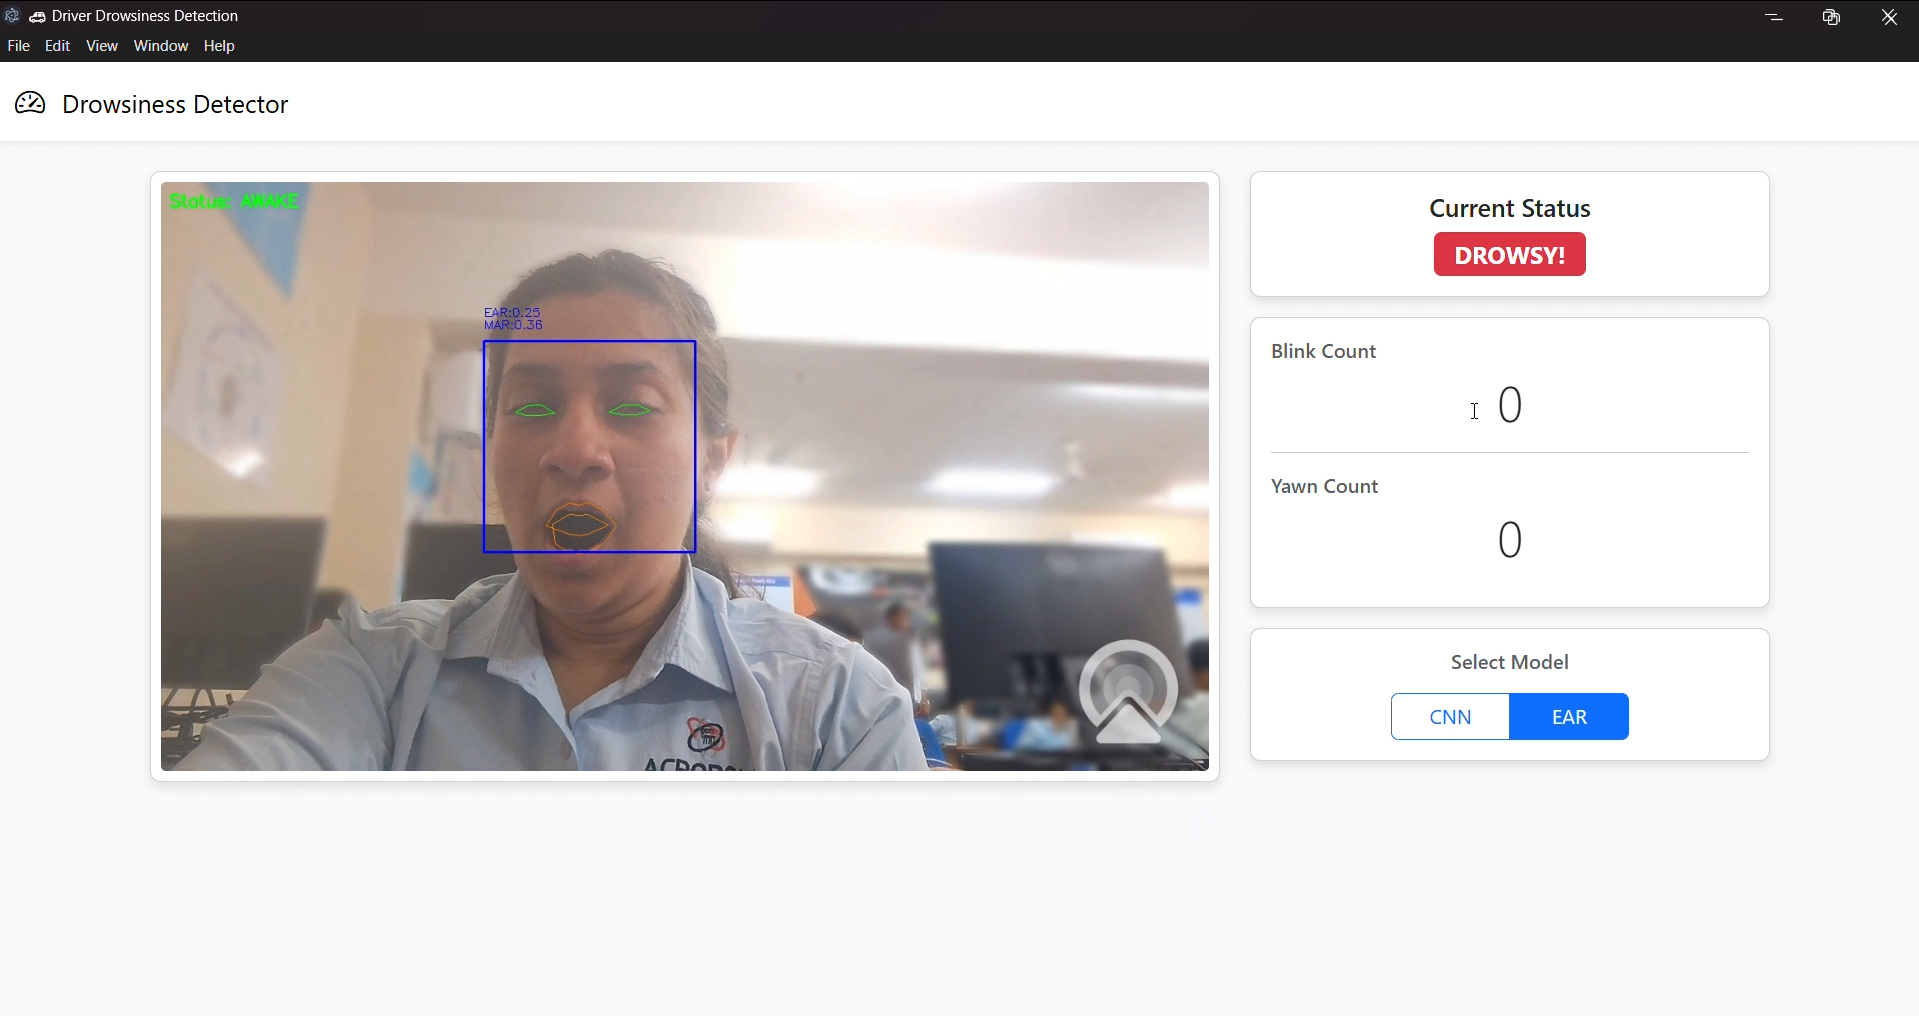 Driver Drowsiness Detection
File Edit View Window Help
Drowsiness Detector
Status: AWAKE
EAR:0.25
MAR:0.36
Current Status
DROWSY!
Blink Count
0
Yawn Count
0
Select Model
CNN EAR